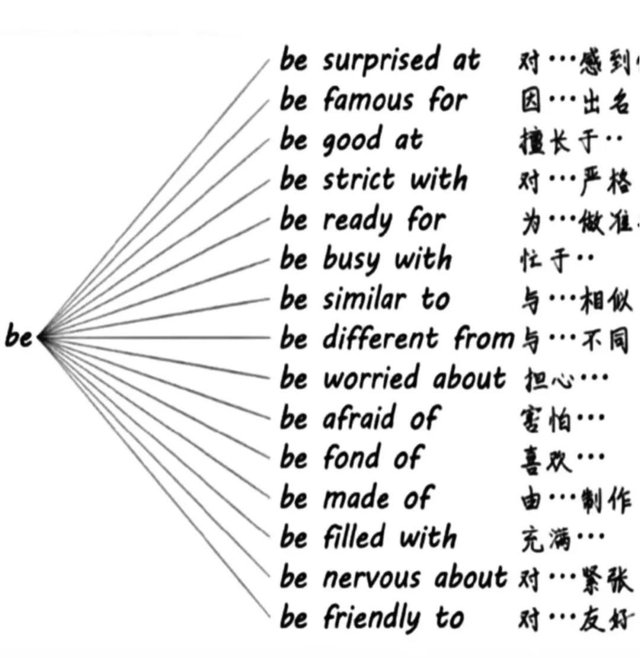 be surprised at 对…感到
be famous for 因…出名
be good at 擅长于··
be strict with 对…严格
be ready for 为…做准
be busy with 忙于··
be similar to 与…相似
be
be different from 与…不同
be worried about 担心…
be afraid of 害怕…
be fond of 喜欢…
be made of 由…制作
be filled with 充满…
be nervous about 对…紧张
be friendly to 对…友好